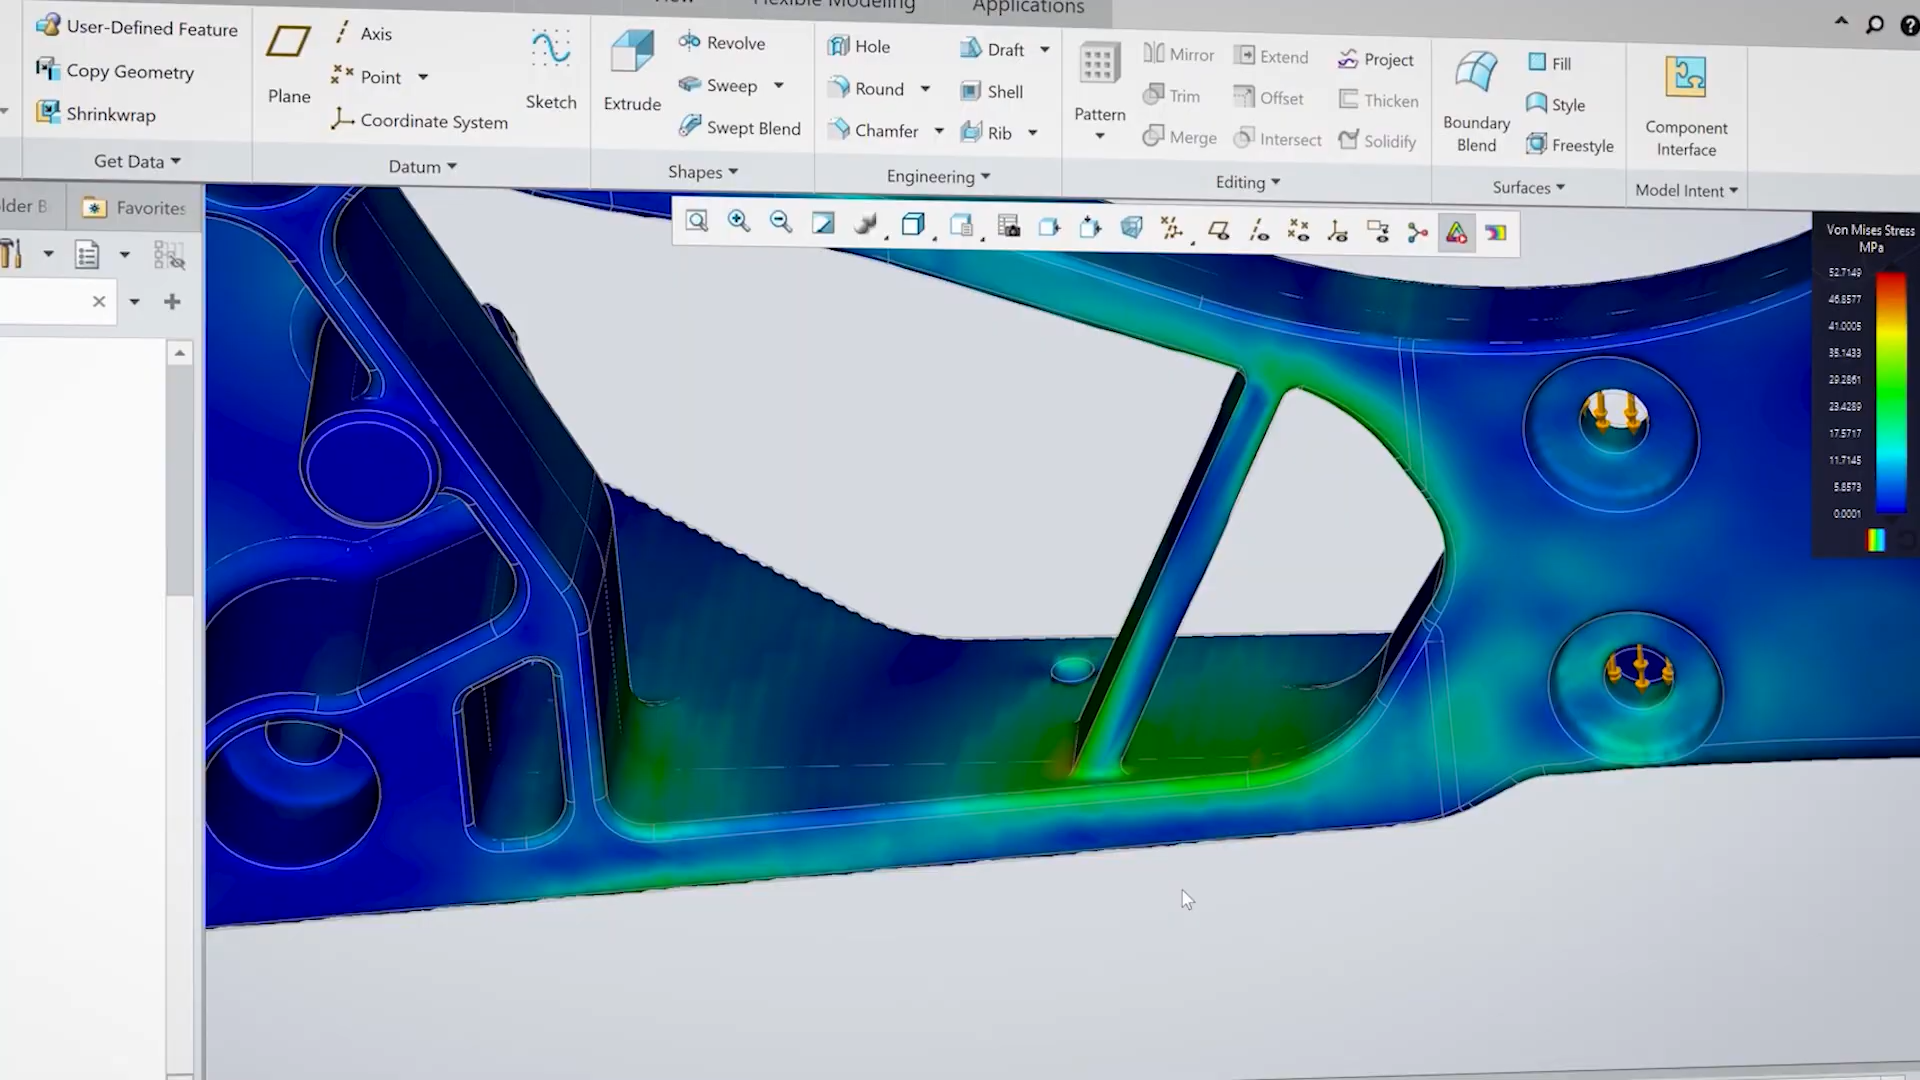 Flexible Modeling
Applications
User-Defined Feature
Copy Geometry
Shrinkwrap
Get Data
Plane
Axis
Point
Coordinate System
Sketch
Datum
Extrude
Revolve
Sweep
Swept Blend
Shapes
Hole
Round
Chamfer
Draft
Shell
Rib
Engineering
Pattern
Mirror
Trim
Merge
Extend
Offset
Intersect
Project
Thicken
Solidify
Editing
Boundary
Blend
Fill
Style
Freestyle
Surfaces
Component
Interface
Model Intent
lder B
Favorites
Von Mises Stress
MPa
52.7149
46.8577
41.0005
35.1433
29.2861
23.4289
17.5717
11.7145
5.8573
0.0001